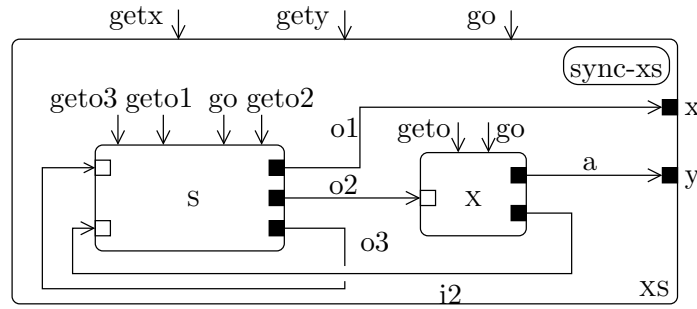 getx gety go
sync-xs
geto3 geto1 go geto2
o1 geto go x
s o2 x a y
o3
i2 xs